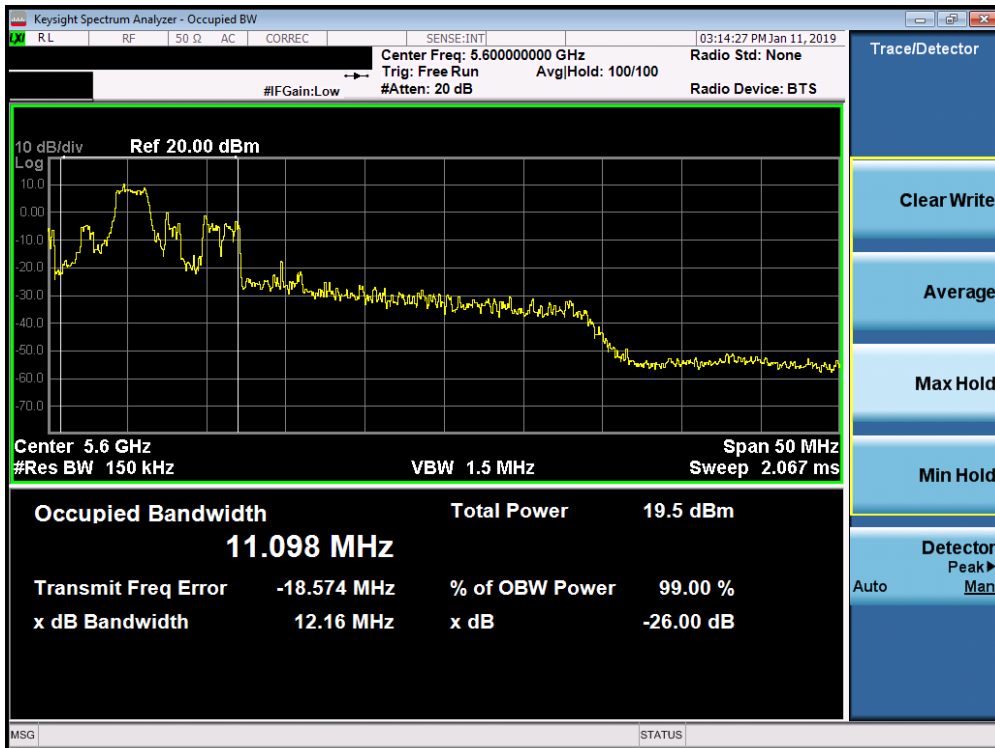 Keysight Spectrum Analyzer - Occupied BW
LXI RL RF 50 Ω AC CORREC SENSE:INT 03:14:27 PM Jan 11, 2019
Center Freq: 5.600000000 GHz Radio Std: None
Trig: Free Run Avg|Hold: 100/100
#IFGain:Low #Atten: 20 dB Radio Device: BTS
10 dB/div Ref 20.00 dBm
Log
10.0
0.00
-10.0
-20.0
-30.0
-40.0
-50.0
-60.0
-70.0
Center 5.6 GHz Span 50 MHz
#Res BW 150 kHz VBW 1.5 MHz Sweep 2.067 ms
Occupied Bandwidth Total Power 19.5 dBm
11.098 MHz
Transmit Freq Error -18.574 MHz % of OBW Power 99.00 %
x dB Bandwidth 12.16 MHz x dB -26.00 dB
Trace/Detector
Clear Write
Average
Max Hold
Min Hold
Detector
Peak▶
Auto Man
MSG STATUS